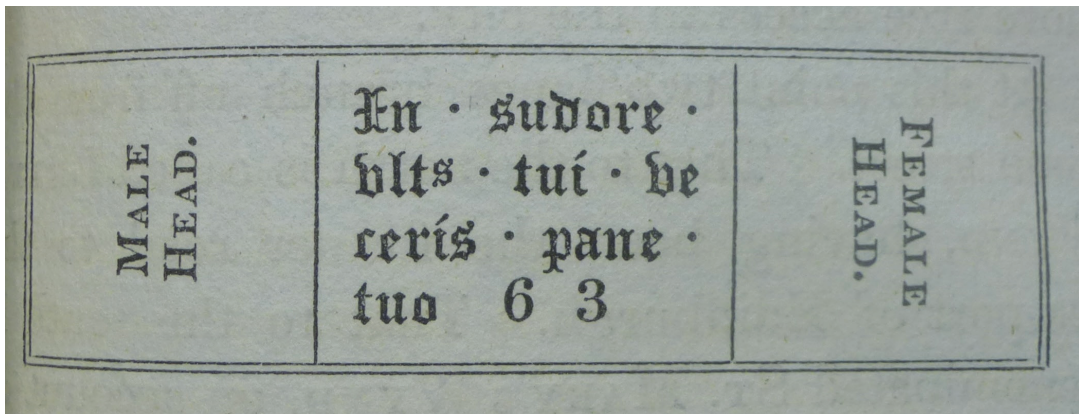 MALE
HEAD.
In · sudore ·
vlts · tui · ve
ceris · pane ·
tuo 6 3
FEMALE
HEAD.